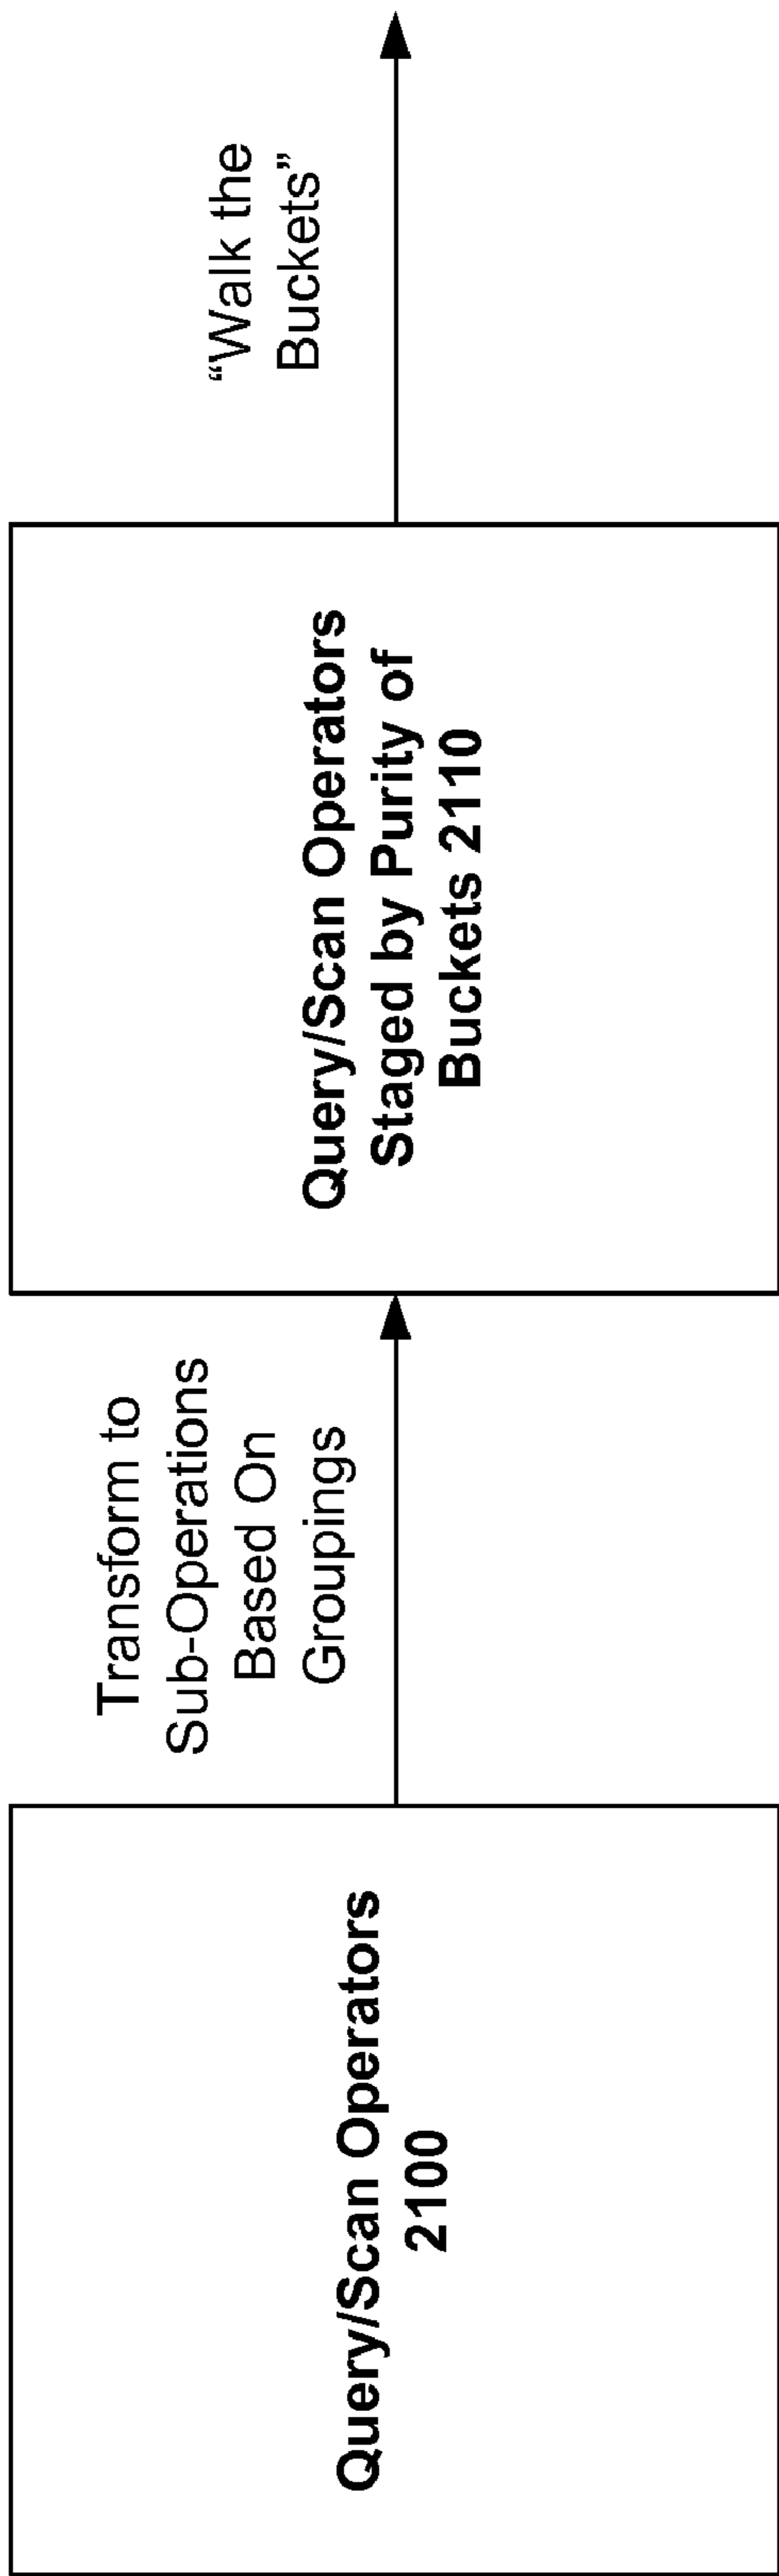 Query/Scan Operators
2100
Transform to
Sub-Operations
Based On
Groupings
Query/Scan Operators
Staged by Purity of
Buckets 2110
“Walk the
Buckets”